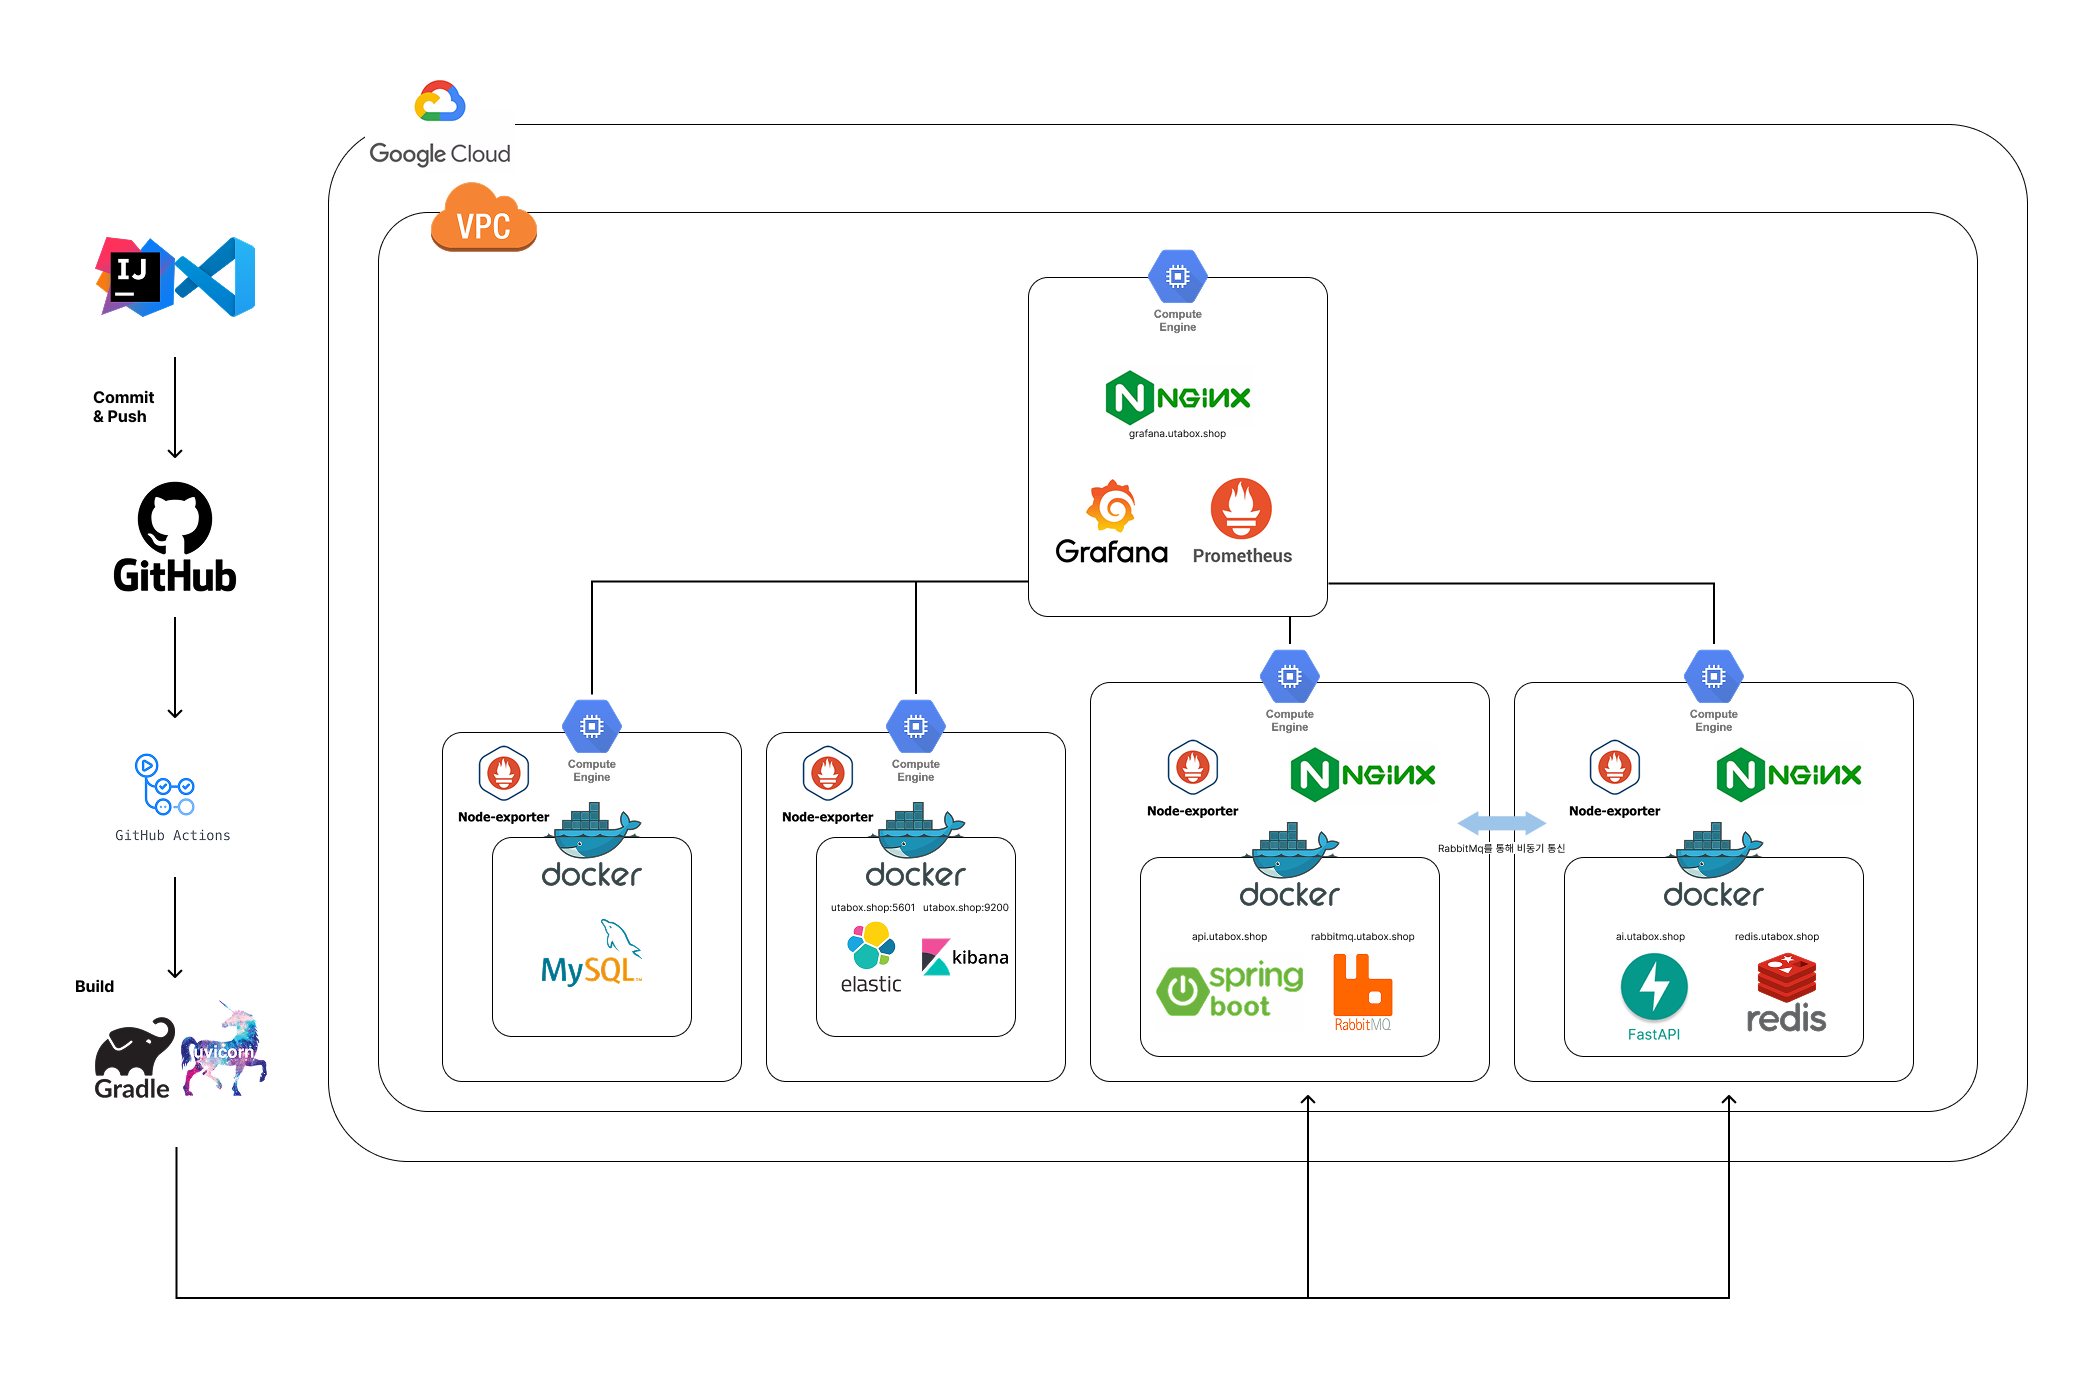 Google Cloud
VPC
IJ
Commit
& Push
GitHub
GitHub Actions
Build
Gradle
uvicorn
Compute
Engine
NGINX
grafana.utabox.shop
Grafana
Prometheus
Compute
Engine
Node-exporter
docker
MySQL™
Compute
Engine
Node-exporter
docker
utabox.shop:5601
utabox.shop:9200
elastic
kibana
Compute
Engine
NGINX
Node-exporter
docker
api.utabox.shop
rabbitmq.utabox.shop
spring
boot
RabbitMQ
RabbitMq를 통해 비동기 통신
Compute
Engine
NGINX
Node-exporter
docker
ai.utabox.shop
redis.utabox.shop
FastAPI
redis